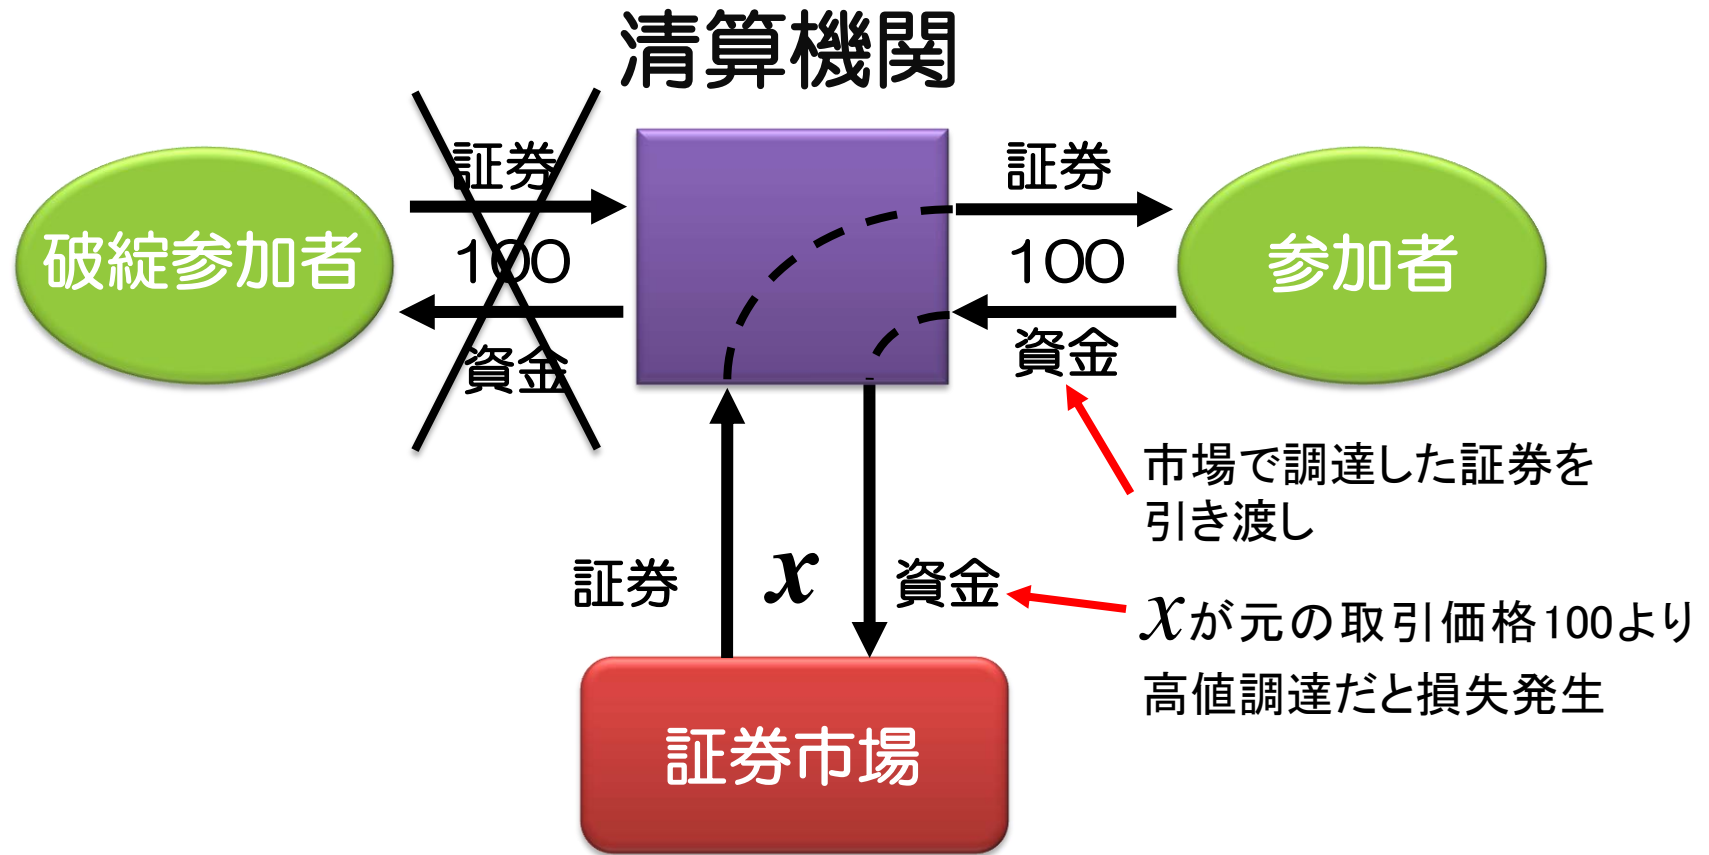 清算機関
証券
100
資金
破綻参加者
証券
100
資金
参加者
市場で調達した証券を
引き渡し
証券
x
資金
xが元の取引価格100より
高値調達だと損失発生
証券市場